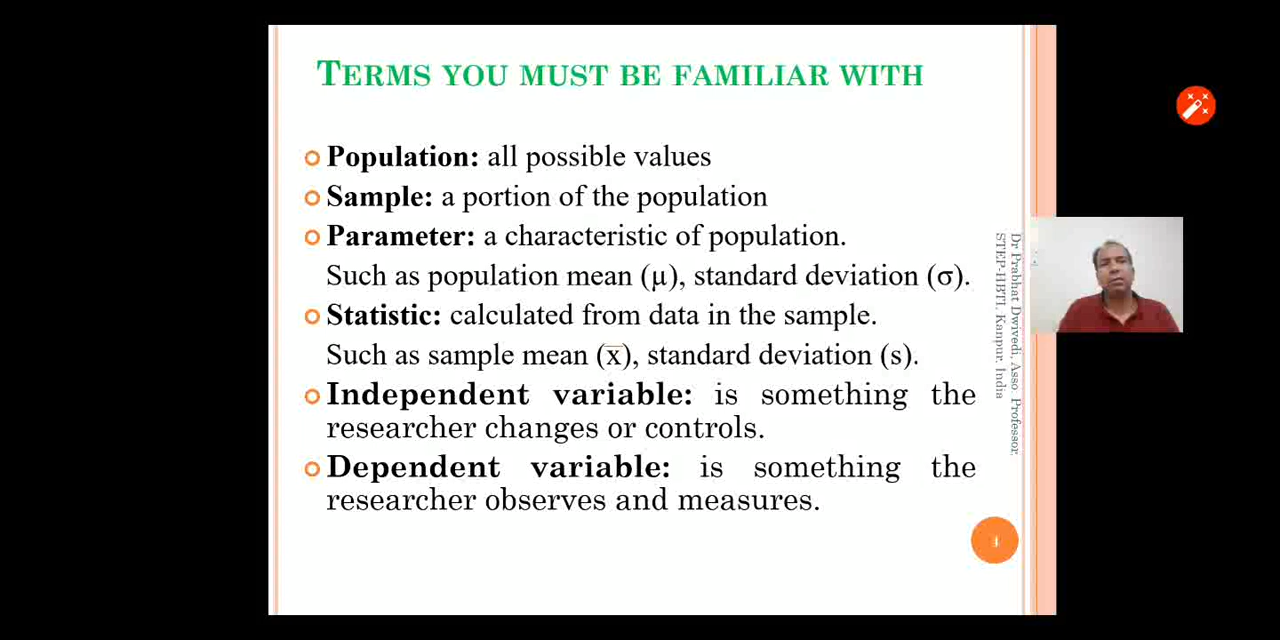 TERMS YOU MUST BE FAMILIAR WITH
Population: all possible values
Sample: a portion of the population
Parameter: a characteristic of population.
Such as population mean (μ), standard deviation (σ).
Statistic: calculated from data in the sample.
Such as sample mean (x̅), standard deviation (s).
Independent variable: is something the
researcher changes or controls.
Dependent variable: is something the
researcher observes and measures.
Dr Prabhat Dwivedi, Asso. Professor,
STEP-HBTI, Kanpur, India